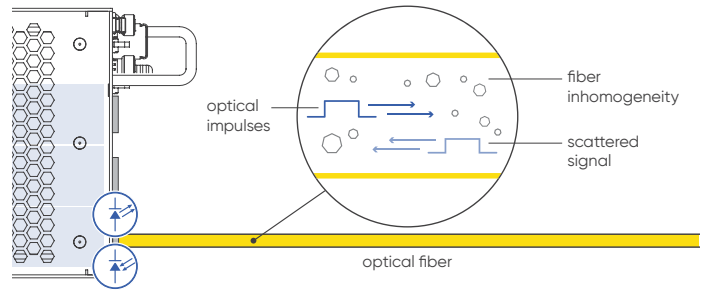 optical
impulses
fiber
inhomogeneity
scattered
signal
optical fiber